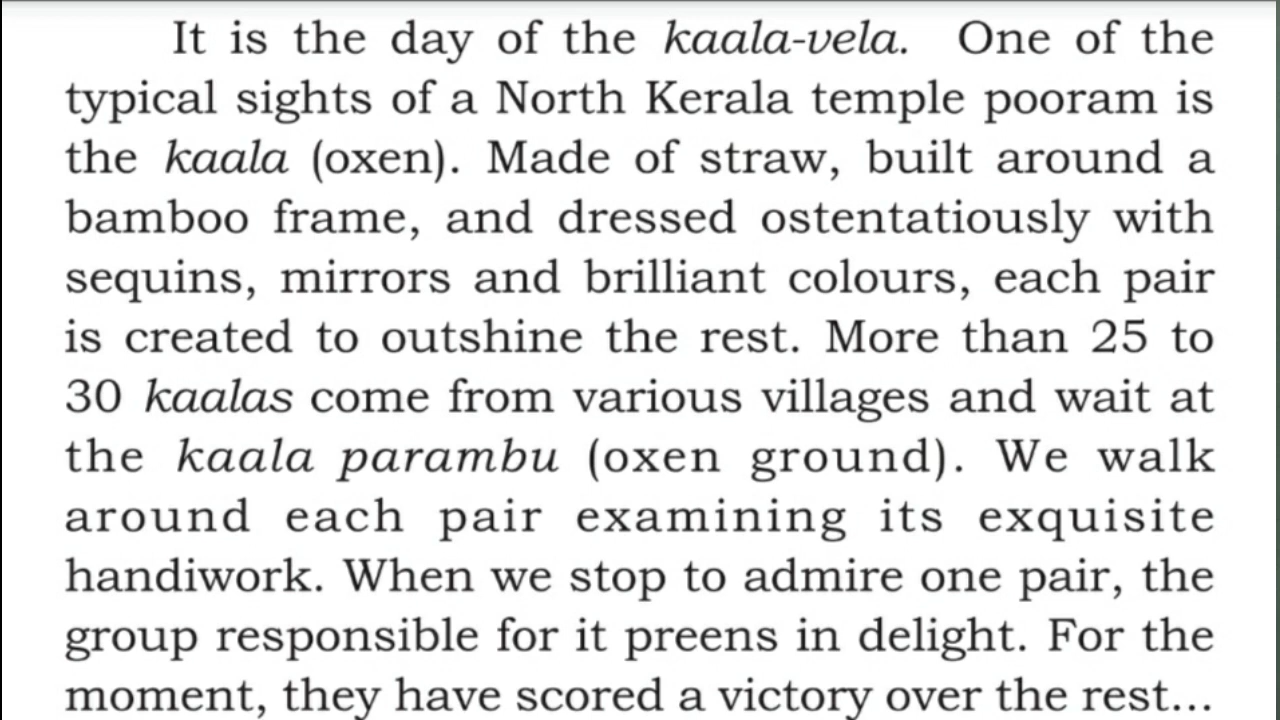 It is the day of the kaala-vela. One of the
typical sights of a North Kerala temple pooram is
the kaala (oxen). Made of straw, built around a
bamboo frame, and dressed ostentatiously with
sequins, mirrors and brilliant colours, each pair
is created to outshine the rest. More than 25 to
30 kaalas come from various villages and wait at
the kaala parambu (oxen ground). We walk
around each pair examining its exquisite
handiwork. When we stop to admire one pair, the
group responsible for it preens in delight. For the
moment, they have scored a victory over the rest...